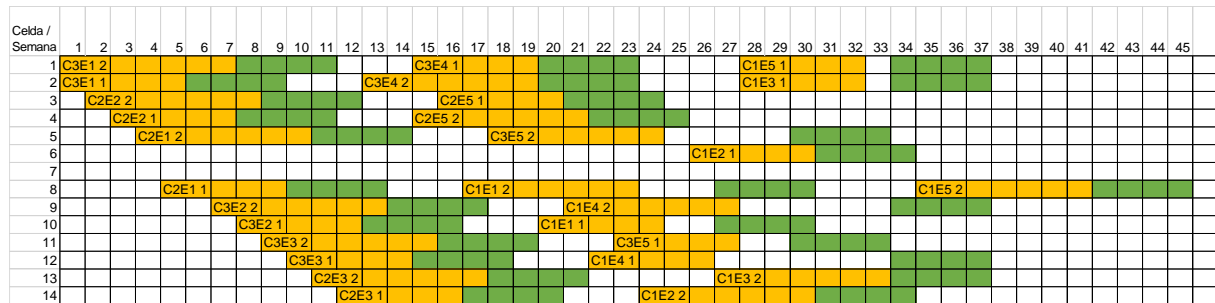 Celda /
Semana 1 2 3 4 5 6 7 8 9 10 11 12 13 14 15 16 17 18 19 20 21 22 23 24 25 26 27 28 29 30 31 32 33 34 35 36 37 38 39 40 41 42 43 44 45
1 C3E1 2 C3E4 1 C1E5 1
2 C3E1 1 C3E4 2 C1E3 1
3 C2E2 2 C2E5 1
4 C2E2 1 C2E5 2
5 C2E1 2 C3E5 2
6 C1E2 1
7
8 C2E1 1 C1E1 2 C1E5 2
9 C3E2 2 C1E4 2
10 C3E2 1 C1E1 1
11 C3E3 2 C3E5 1
12 C3E3 1 C1E4 1
13 C2E3 2 C1E3 2
14 C2E3 1 C1E2 2